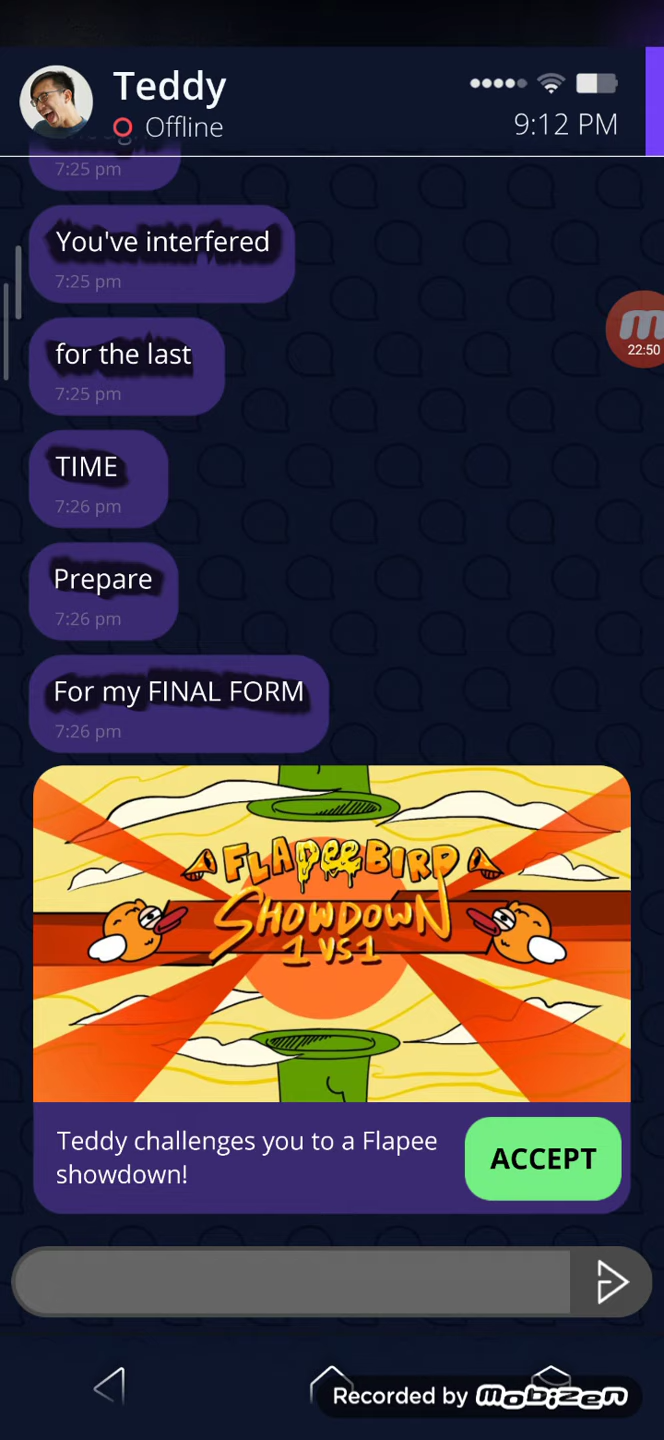 Teddy
Offline
9:12 PM
7:25 pm
You've interfered
7:25 pm
for the last
7:25 pm
TIME
7:26 pm
Prepare
7:26 pm
For my FINAL FORM
7:26 pm
22:50
FLAPEEBIRD
SHOWDOWN
1 VS 1
Teddy challenges you to a Flapee
showdown!
ACCEPT
Recorded by mobizen